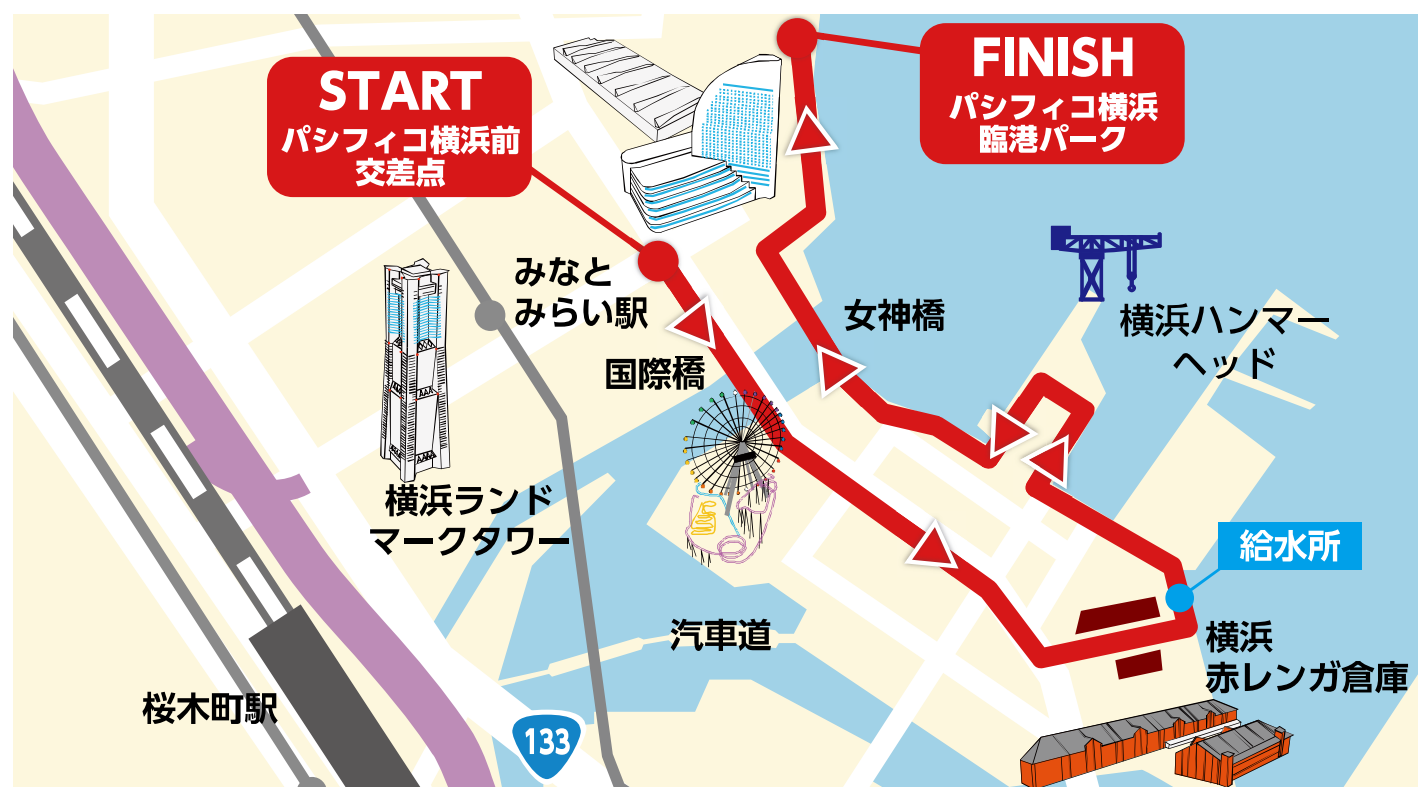 START
パシフィコ横浜前
交差点
FINISH
パシフィコ横浜
臨港パーク
みなと
みらい駅
国際橋
女神橋
横浜ハンマー
ヘッド
横浜ランド
マークタワー
給水所
汽車道
横浜
赤レンガ倉庫
桜木町駅
133